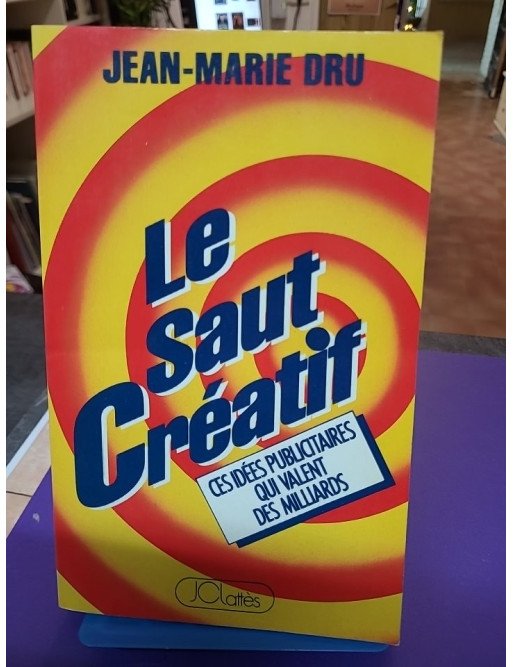 JEAN-MARIE DRU
Le
saut
Créatif
CES IDÉES PUBLICITAIRES
QUI VALENT
DES MILLIARDS
JCLattès